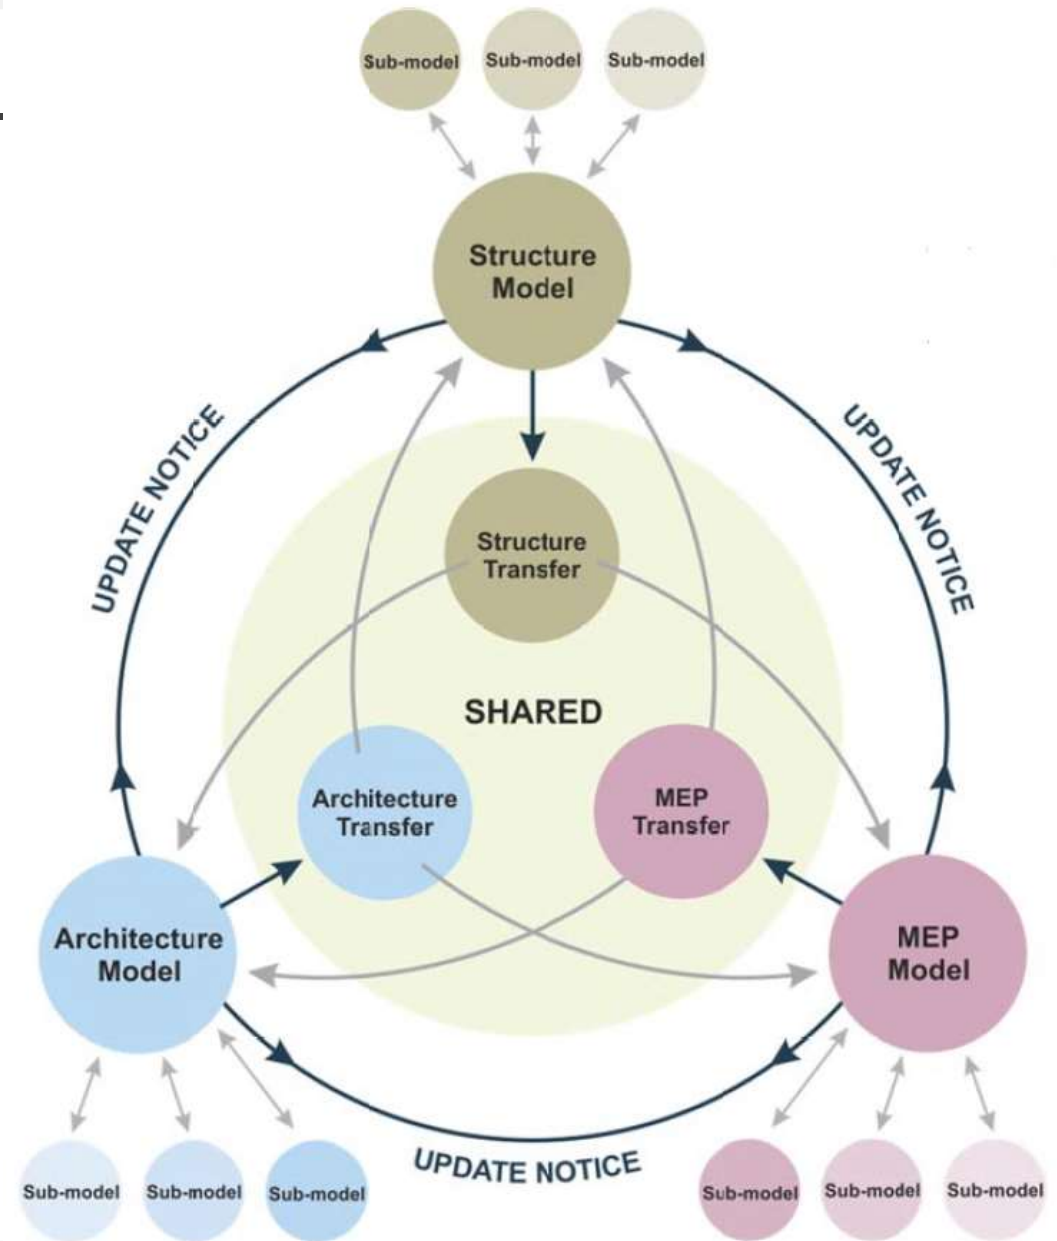 Sub-model
Sub-model
Sub-model
Structure
Model
UPDATE NOTICE
UPDATE NOTICE
Structure
Transfer
SHARED
Architecture
Transfer
MEP
Transfer
Architecture
Model
MEP
Model
UPDATE NOTICE
Sub-model
Sub-model
Sub-model
Sub-model
Sub-model
Sub-model